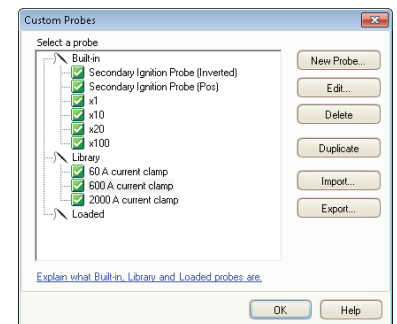 Custom Probes
Select a probe
Built-in
Secondary Ignition Probe (Inverted)
Secondary Ignition Probe (Pos)
x1
x10
x20
x100
Library
60 A current clamp
600 A current clamp
2000 A current clamp
Loaded
New Probe...
Edit...
Delete
Duplicate
Import...
Export...
Explain what Built-in, Library and Loaded probes are.
OK
Help